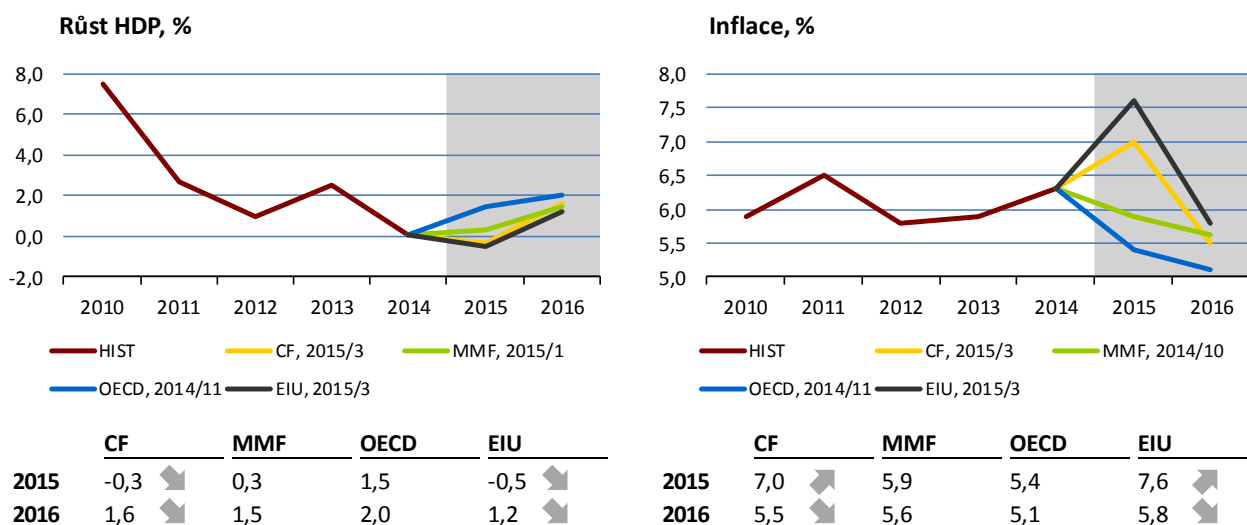 Růst HDP, %
8,0
6,0
4,0
2,0
0,0
-2,0
2010 2011 2012 2013 2014 2015 2016
HIST CF, 2015/3 MMF, 2015/1
OECD, 2014/11 EIU, 2015/3
CF MMF OECD EIU
2015 -0,3 0,3 1,5 -0,5
2016 1,6 1,5 2,0 1,2
Inflace, %
8,0
7,5
7,0
6,5
6,0
5,5
5,0
2010 2011 2012 2013 2014 2015 2016
HIST CF, 2015/3 MMF, 2014/10
OECD, 2014/11 EIU, 2015/3
CF MMF OECD EIU
2015 7,0 5,9 5,4 7,6
2016 5,5 5,6 5,1 5,8